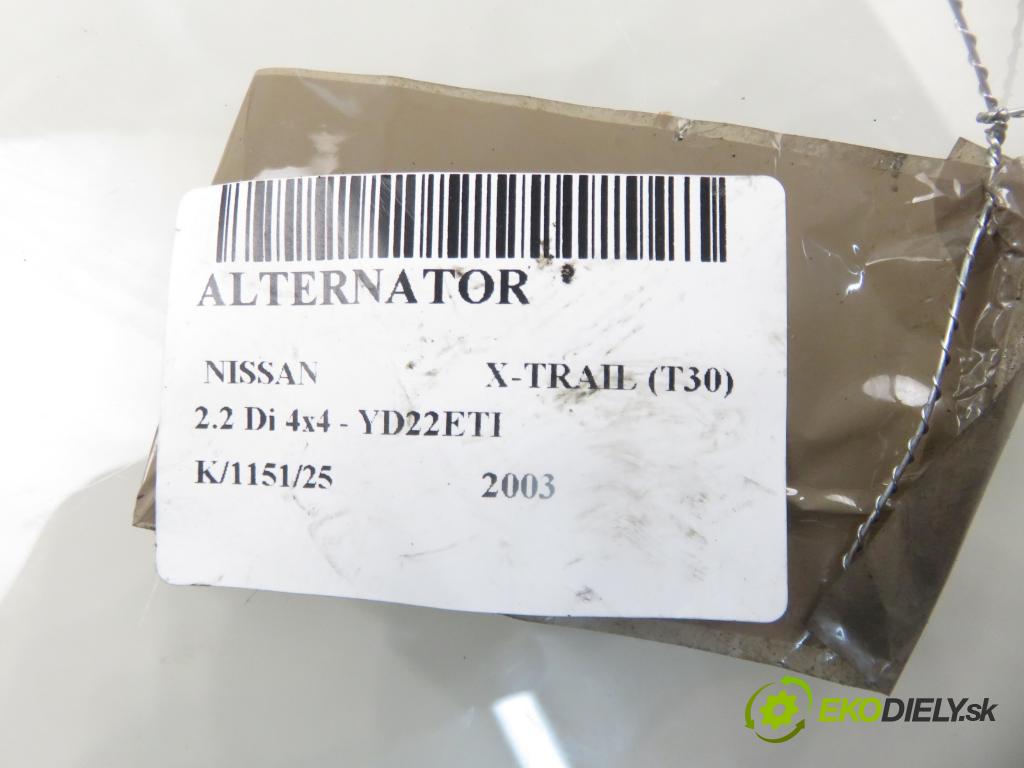 ALTERNATOR
NISSAN X-TRAIL (T30)
2.2 Di 4x4 - YD22ETI
K/1151/25 2003
EKODIELY.sk